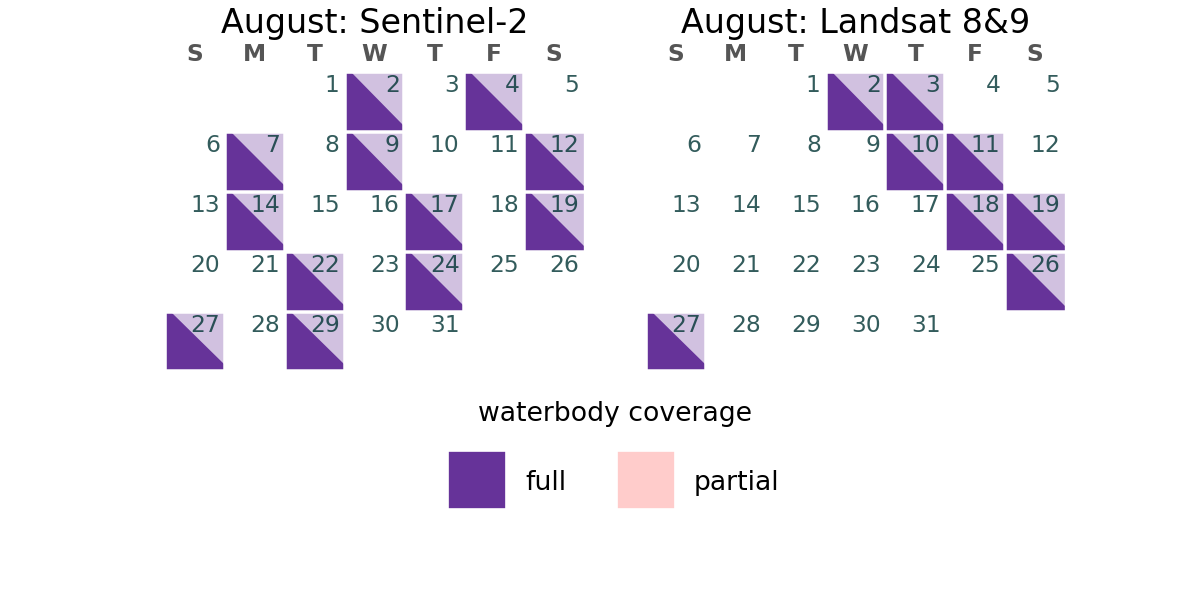 August: Sentinel-2
S M T W T F S
1 2 3 4 5
6 7 8 9 10 11 12
13 14 15 16 17 18 19
20 21 22 23 24 25 26
27 28 29 30 31
August: Landsat 8&9
S M T W T F S
1 2 3 4 5
6 7 8 9 10 11 12
13 14 15 16 17 18 19
20 21 22 23 24 25 26
27 28 29 30 31
waterbody coverage
full partial